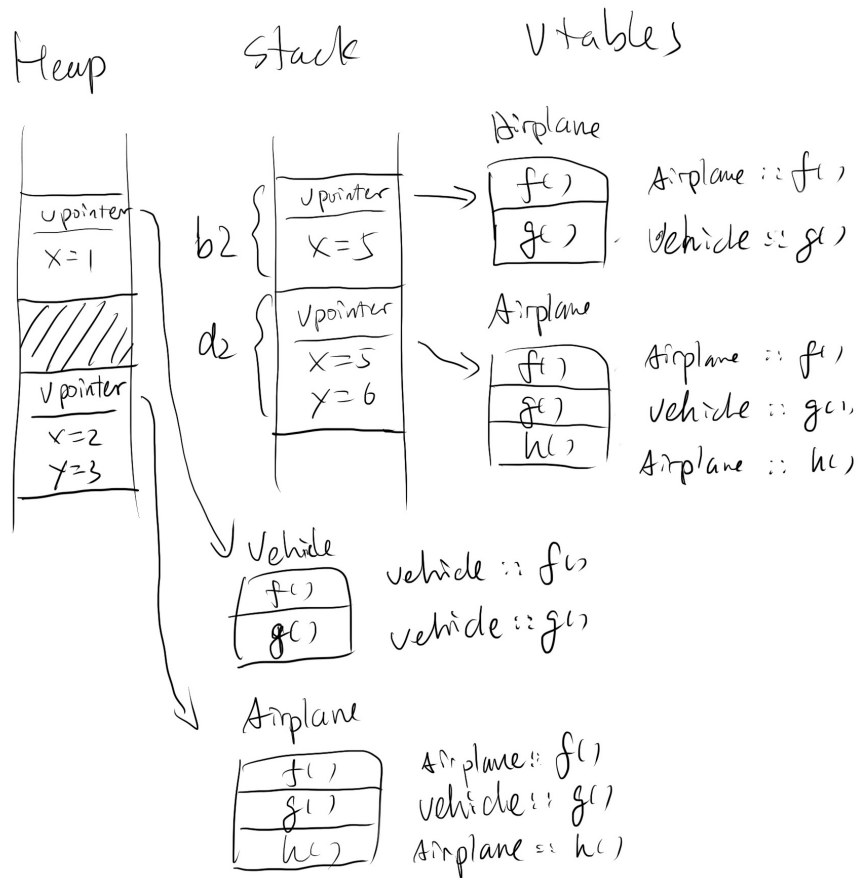 Heap
Stack
Vtables
vpointer
x=1
vpointer
x=2
y=3
b2
vpointer
x=5
d2
vpointer
x=5
y=6
Airplane
f() Airplane :: f()
g() Vehicle :: g()
Airplane
f() Airplane :: f()
g() Vehicle :: g()
h() Airplane :: h()
Vehicle
f() Vehicle :: f()
g() Vehicle :: g()
Airplane
f() Airplane :: f()
g() Vehicle :: g()
h() Airplane :: h()